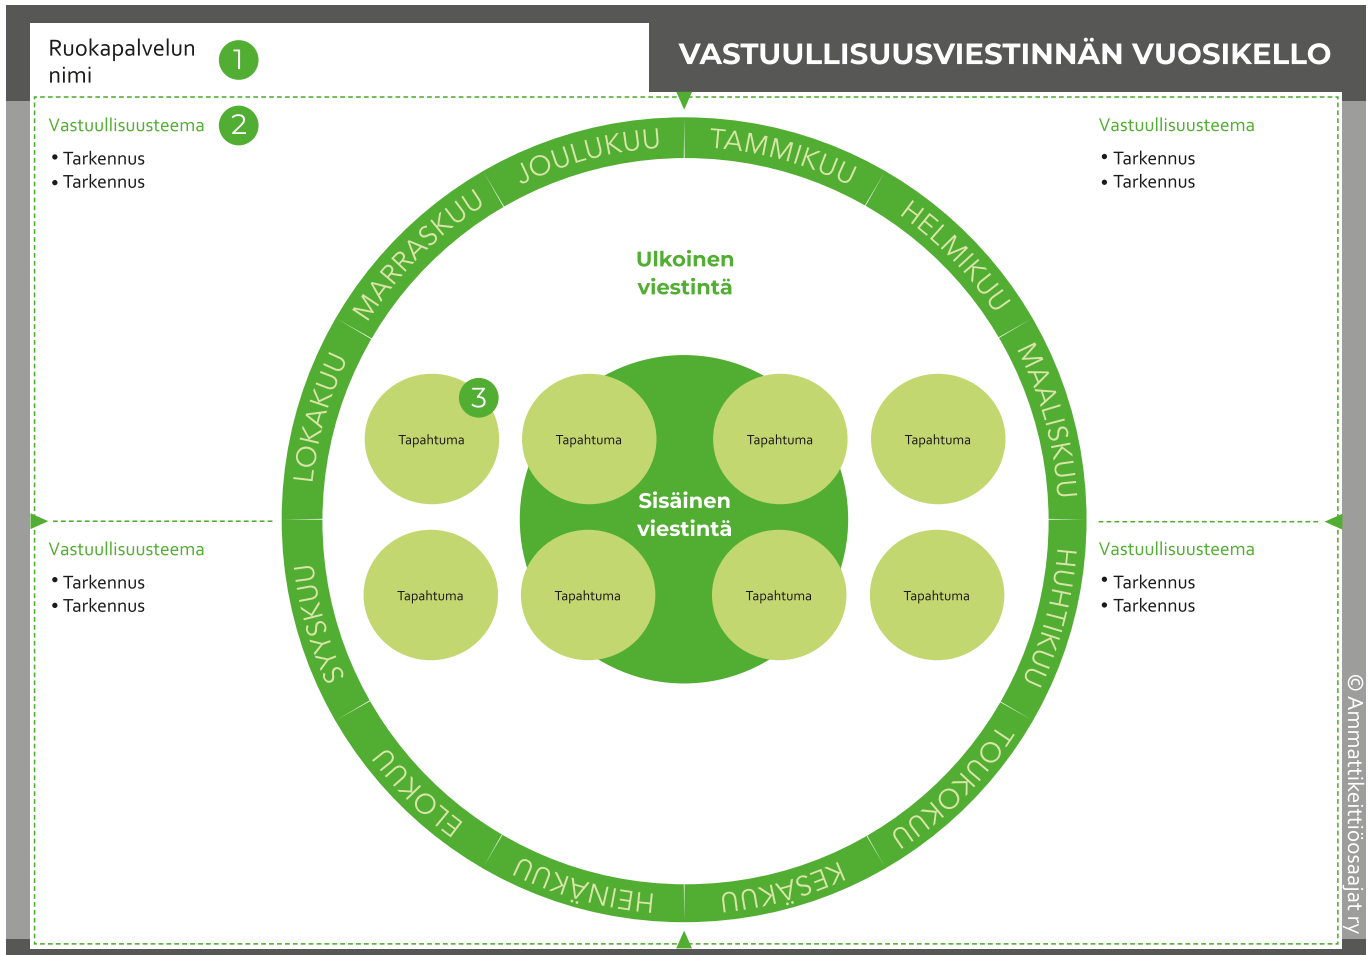 Ruokapalvelun
nimi
1
VASTUULLISUUSVIESTINNÄN VUOSIKELLO
Vastuullisuusteema
2
• Tarkennus
• Tarkennus
Vastuullisuusteema
• Tarkennus
• Tarkennus
TAMMIKUU
HELMIKUU
MAALISKUU
HUHTIKUU
TOUKOKUU
KESÄKUU
HEINÄKUU
ELOKUU
SYYSKUU
LOKAKUU
MARRASKUU
JOULUKUU
Ulkoinen
viestintä
3
Tapahtuma
Tapahtuma
Tapahtuma
Tapahtuma
Sisäinen
viestintä
Tapahtuma
Tapahtuma
Tapahtuma
Tapahtuma
Vastuullisuusteema
• Tarkennus
• Tarkennus
Vastuullisuusteema
• Tarkennus
• Tarkennus
© Ammattikeittiöosaajat ry